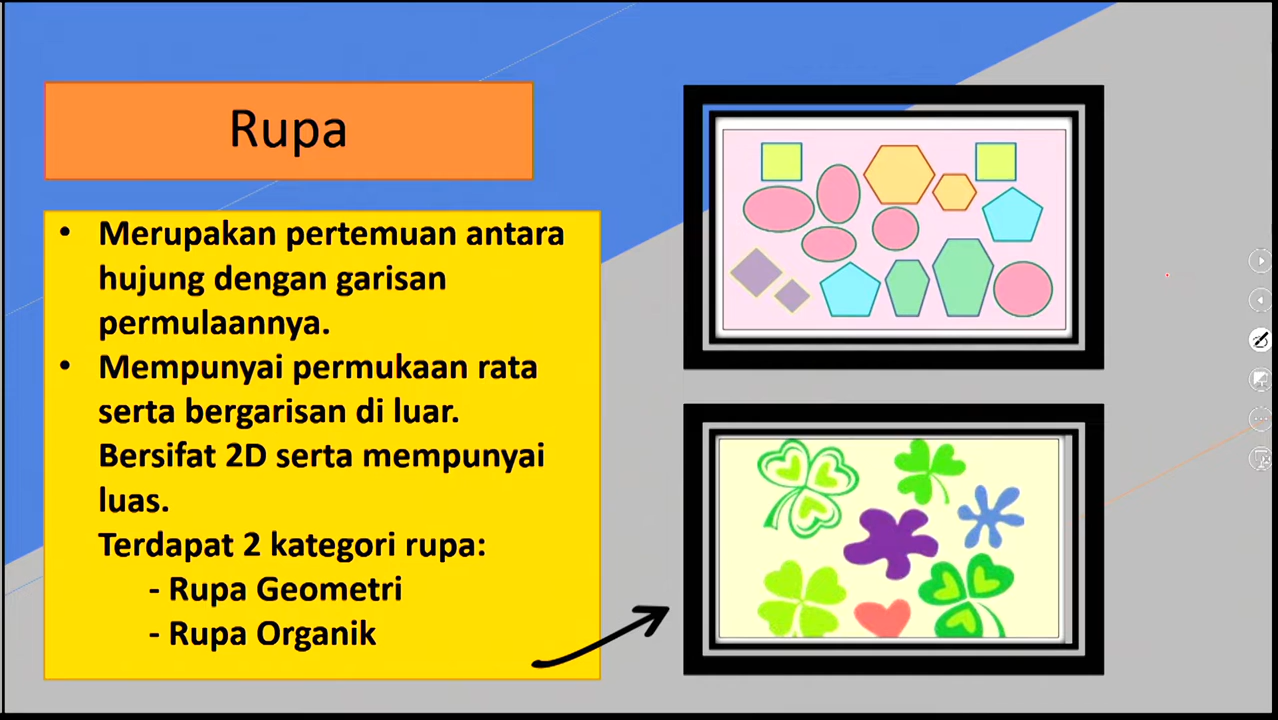 Rupa
• Merupakan pertemuan antara
hujung dengan garisan
permulaannya.
• Mempunyai permukaan rata
serta bergarisan di luar.
Bersifat 2D serta mempunyai
luas.
Terdapat 2 kategori rupa:
- Rupa Geometri
- Rupa Organik